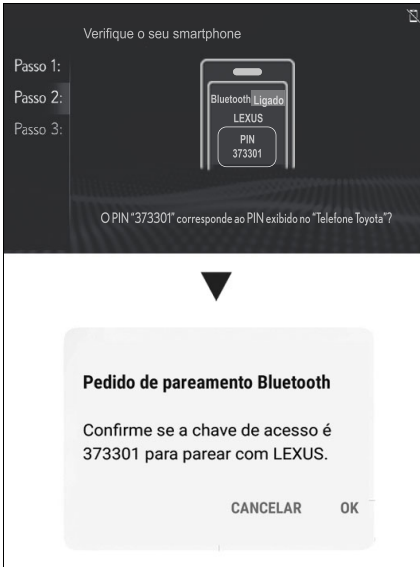 Verifique o seu smartphone
Passo 1:
Passo 2:
Passo 3:
Bluetooth Ligado
LEXUS
PIN
373301
O PIN "373301" corresponde ao PIN exibido no "Telefone Toyota"?
Pedido de pareamento Bluetooth
Confirme se a chave de acesso é
373301 para parear com LEXUS.
CANCELAR OK